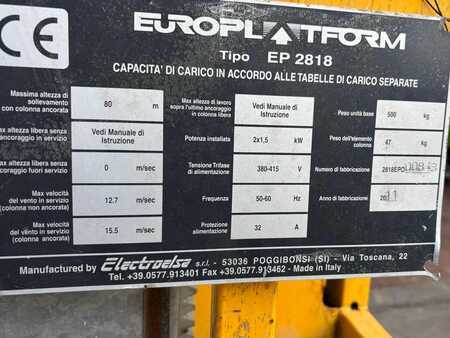 CE
EUROPLATFORM
Tipo EP 2818
CAPACITA' DI CARICO IN ACCORDO ALLE TABELLE DI CARICO SEPARATE
Massima altezza di
sollevamento
con colonna ancorata
80 m
altezza libera senza
ancoraggio in servizio
Vedi Manuale di
Istruzione
altezza libera senza
ancoraggio fuori servizio
0 m/sec
Max velocità
del vento in servizio
(colonna non ancorata)
12.7 m/sec
Max velocità
del vento in servizio
(colonna ancorata)
15.5 m/sec
Max altezza di lavoro
sopra l'ultimo ancoraggio
in colonna libera
Vedi Manuale di
Istruzione
Potenza installata
2x1,5 kW
Tensione Trifase
di alimentazione
380-415 V
Frequenza
50-60 Hz
Protezione
alimentazione
32 A
Peso unità base
500 kg
Peso dell'elemento
colonna
47 kg
Numero di fabbricazione
2818EPD
Anno di fabbricazione
2011
Manufactured by Electroelsa s.r.l. - 53036 POGGIBONSI (SI) - Via Toscana, 22
Tel. +39.0577.913401 Fax +39.0577.913462 - Made in Italy